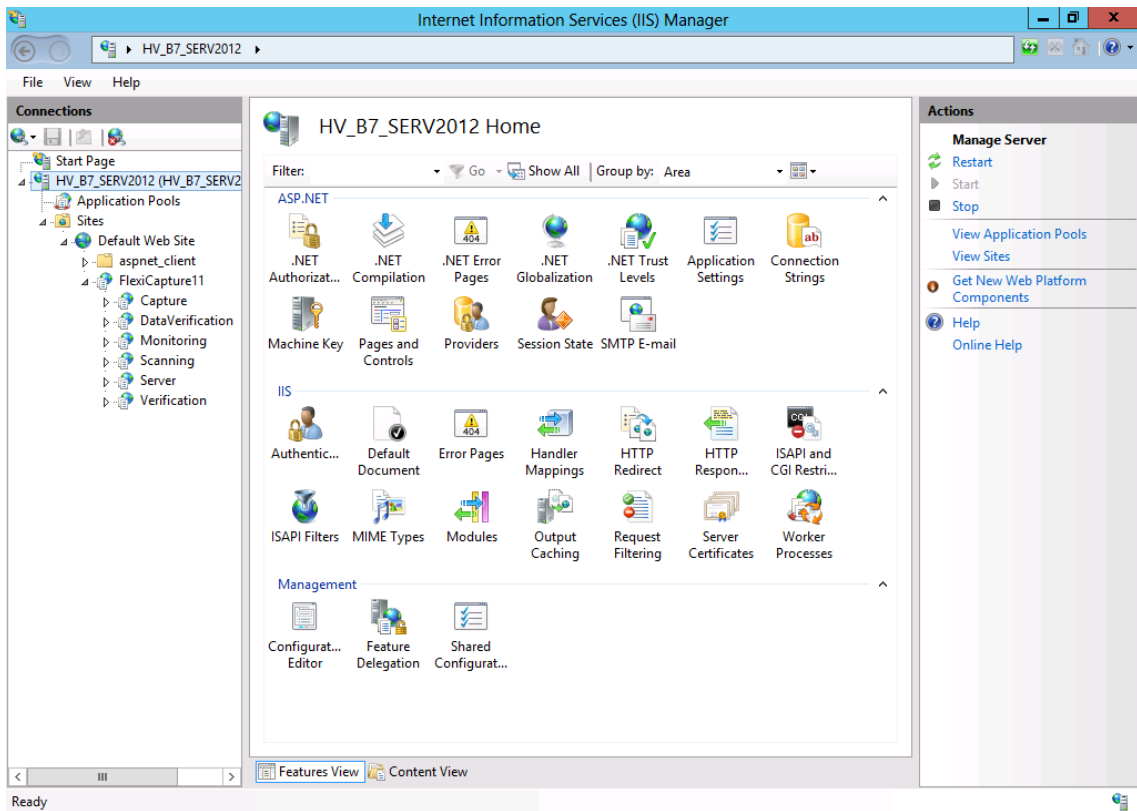 Internet Information Services (IIS) Manager
HV_B7_SERV2012
File View Help
Connections
Start Page
HV_B7_SERV2012 (HV_B7_SERV2
Application Pools
Sites
Default Web Site
aspnet_client
FlexiCapture11
Capture
DataVerification
Monitoring
Scanning
Server
Verification
HV_B7_SERV2012 Home
Filter: Go Show All Group by: Area
ASP.NET
.NET Authorizat...
.NET Compilation
.NET Error Pages
.NET Globalization
.NET Trust Levels
Application Settings
Connection Strings
Machine Key
Pages and Controls
Providers
Session State
SMTP E-mail
IIS
Authentic...
Default Document
Error Pages
Handler Mappings
HTTP Redirect
HTTP Respon...
ISAPI and CGI Restri...
ISAPI Filters
MIME Types
Modules
Output Caching
Request Filtering
Server Certificates
Worker Processes
Management
Configurat... Editor
Feature Delegation
Shared Configurat...
Features View Content View
Actions
Manage Server
Restart
Start
Stop
View Application Pools
View Sites
Get New Web Platform
Components
Help
Online Help
Ready